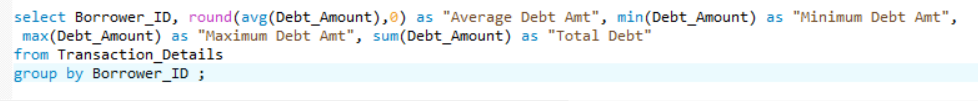 select Borrower_ID, round(avg(Debt_Amount),0) as "Average Debt Amt", min(Debt_Amount) as "Minimum Debt Amt",
max(Debt_Amount) as "Maximum Debt Amt", sum(Debt_Amount) as "Total Debt"
from Transaction_Details
group by Borrower_ID ;